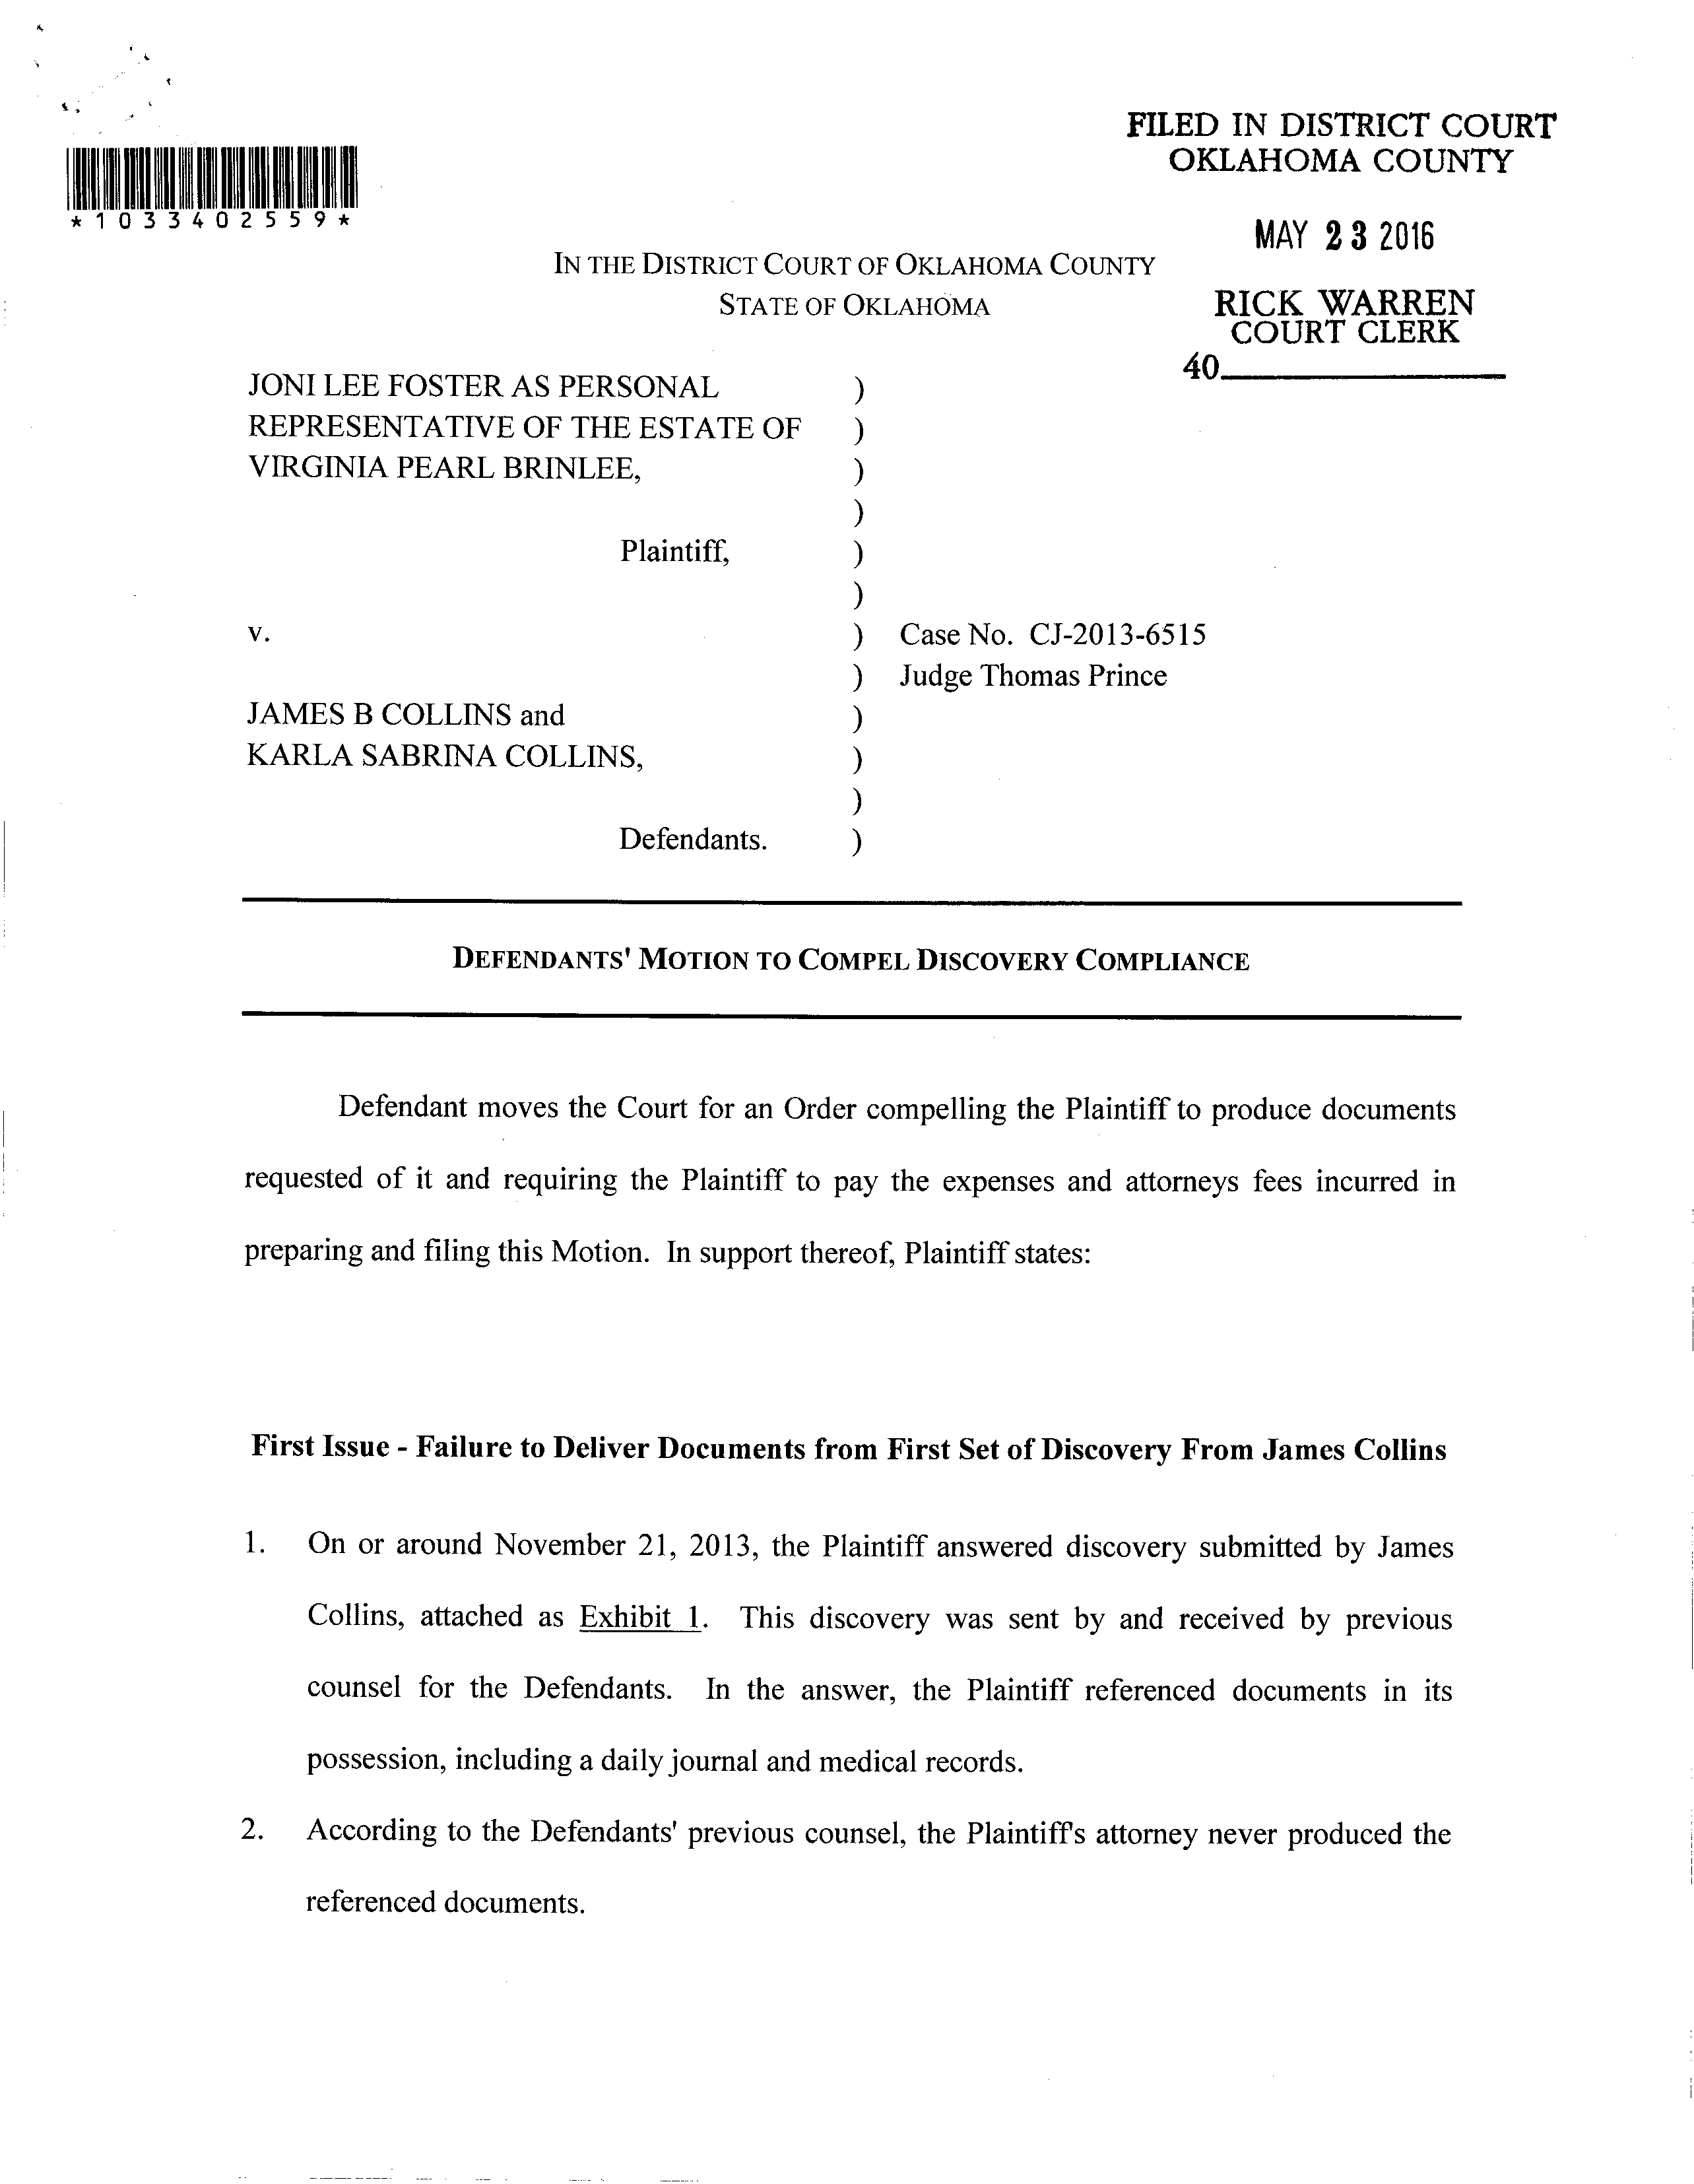 FILED IN DISTRICT COURT
OKLAHOMA COUNTY
*1033402559*
MAY 23 2016
IN THE DISTRICT COURT OF OKLAHOMA COUNTY
STATE OF OKLAHOMA
RICK WARREN
COURT CLERK
40
JONI LEE FOSTER AS PERSONAL )
REPRESENTATIVE OF THE ESTATE OF )
VIRGINIA PEARL BRINLEE, )
)
Plaintiff, )
)
v. ) Case No. CJ-2013-6515
) Judge Thomas Prince
JAMES B COLLINS and )
KARLA SABRINA COLLINS, )
)
Defendants. )
DEFENDANTS' MOTION TO COMPEL DISCOVERY COMPLIANCE
Defendant moves the Court for an Order compelling the Plaintiff to produce documents
requested of it and requiring the Plaintiff to pay the expenses and attorneys fees incurred in
preparing and filing this Motion. In support thereof, Plaintiff states:
First Issue - Failure to Deliver Documents from First Set of Discovery From James Collins
1. On or around November 21, 2013, the Plaintiff answered discovery submitted by James
Collins, attached as Exhibit 1. This discovery was sent by and received by previous
counsel for the Defendants. In the answer, the Plaintiff referenced documents in its
possession, including a daily journal and medical records.
2. According to the Defendants' previous counsel, the Plaintiff's attorney never produced the
referenced documents.